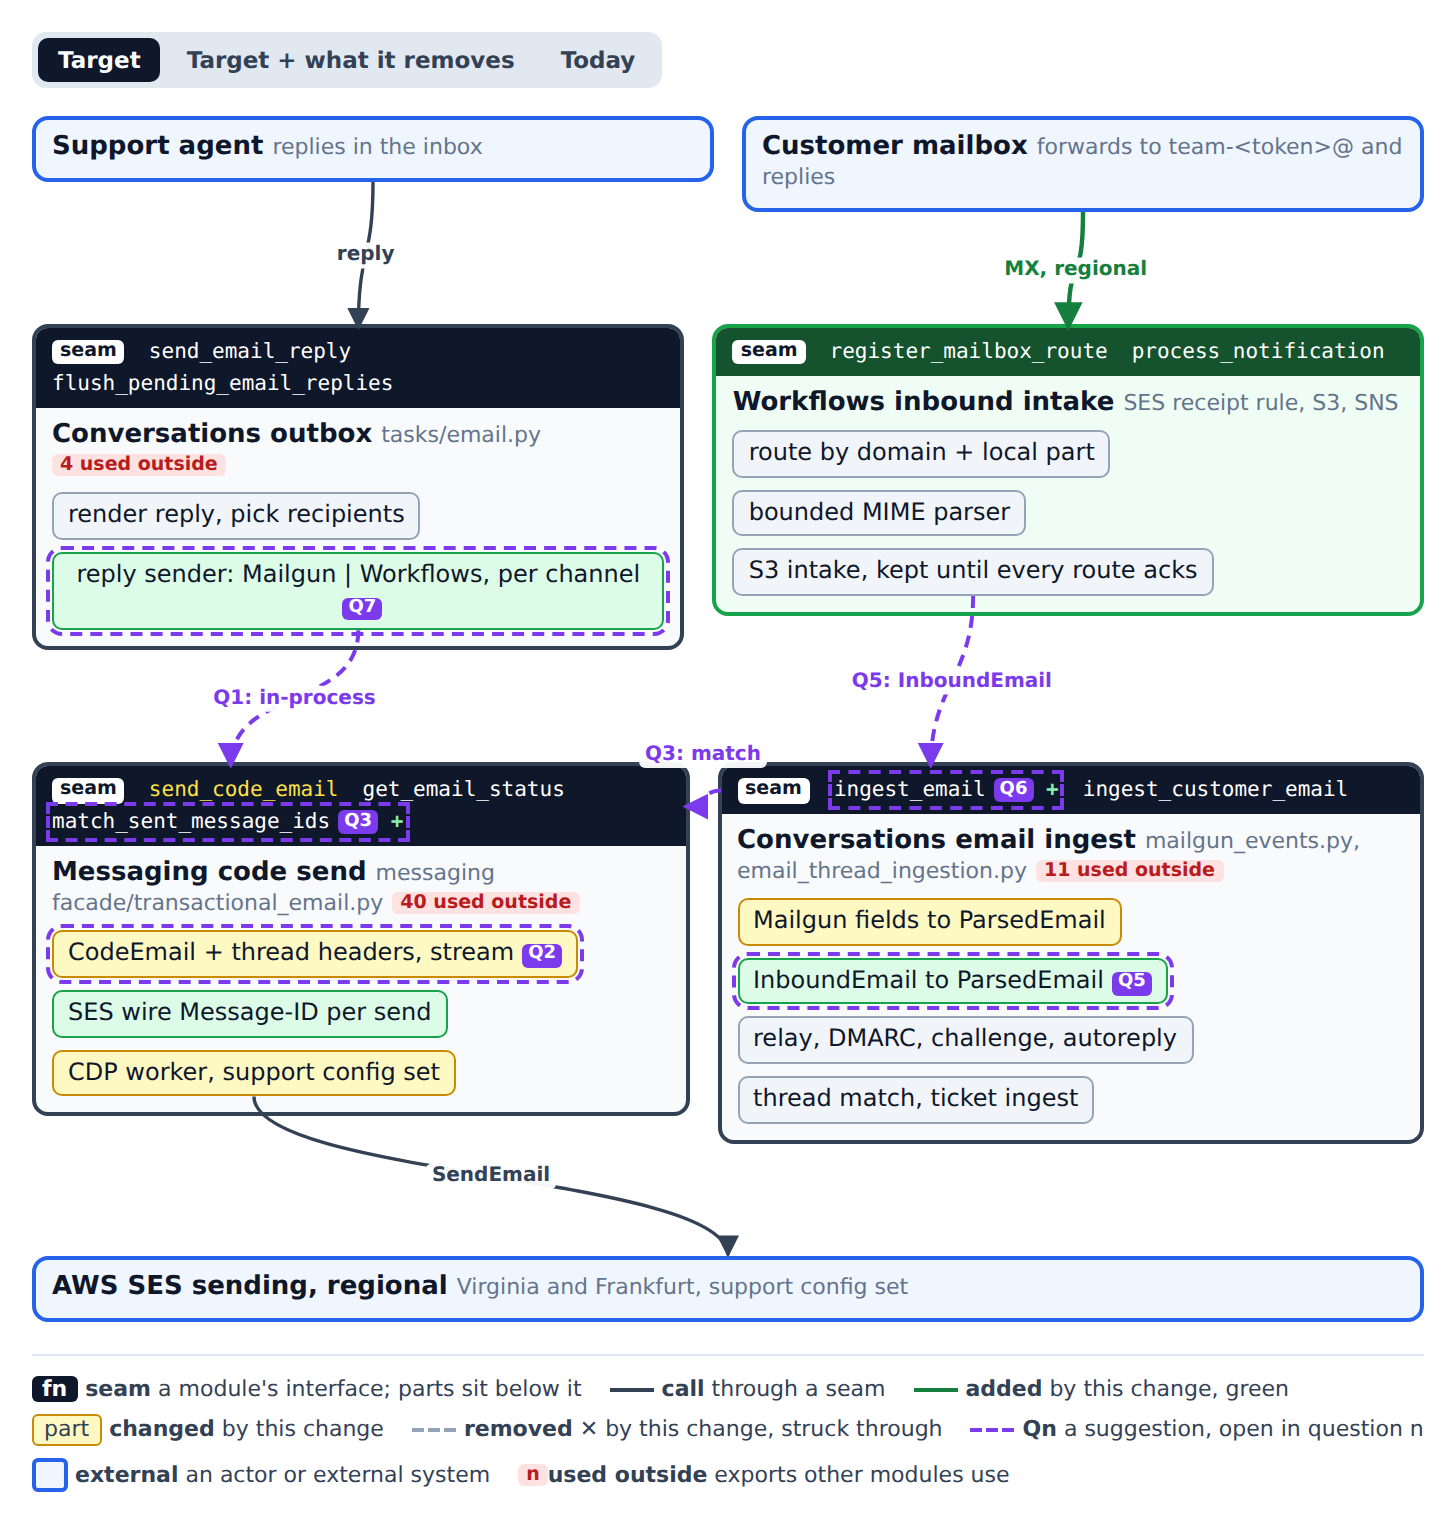 Target Target + what it removes Today
Support agent replies in the inbox
Customer mailbox forwards to team-<token>@ and
replies
reply
MX, regional
seam send_email_reply
flush_pending_email_replies
Conversations outbox tasks/email.py
4 used outside
render reply, pick recipients
reply sender: Mailgun | Workflows, per channel
Q7
seam register_mailbox_route process_notification
Workflows inbound intake SES receipt rule, S3, SNS
route by domain + local part
bounded MIME parser
S3 intake, kept until every route acks
Q1: in-process
Q5: InboundEmail
Q3: match
seam send_code_email get_email_status
match_sent_message_ids Q3 +
Messaging code send messaging
facade/transactional_email.py 40 used outside
CodeEmail + thread headers, stream Q2
SES wire Message-ID per send
CDP worker, support config set
seam ingest_email Q6 + ingest_customer_email
Conversations email ingest mailgun_events.py,
email_thread_ingestion.py 11 used outside
Mailgun fields to ParsedEmail
InboundEmail to ParsedEmail Q5
relay, DMARC, challenge, autoreply
thread match, ticket ingest
SendEmail
AWS SES sending, regional Virginia and Frankfurt, support config set
fn seam a module's interface; parts sit below it call through a seam added by this change, green
part changed by this change removed ✕ by this change, struck through Qn a suggestion, open in question n
external an actor or external system n used outside exports other modules use